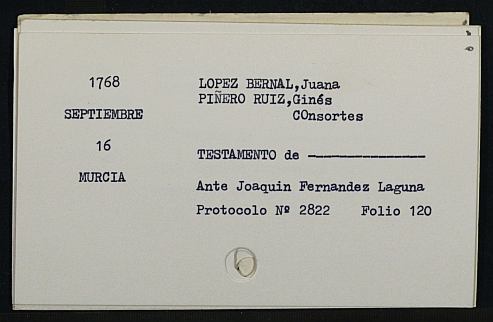 1768
SEPTIEMBRE
16
MURCIA
LOPEZ BERNAL,Juana
PIÑERO RUIZ,Ginés
COnsortes
TESTAMENTO de ----------------
Ante Joaquin Fernandez Laguna
Protocolo Nº 2822 Folio 120